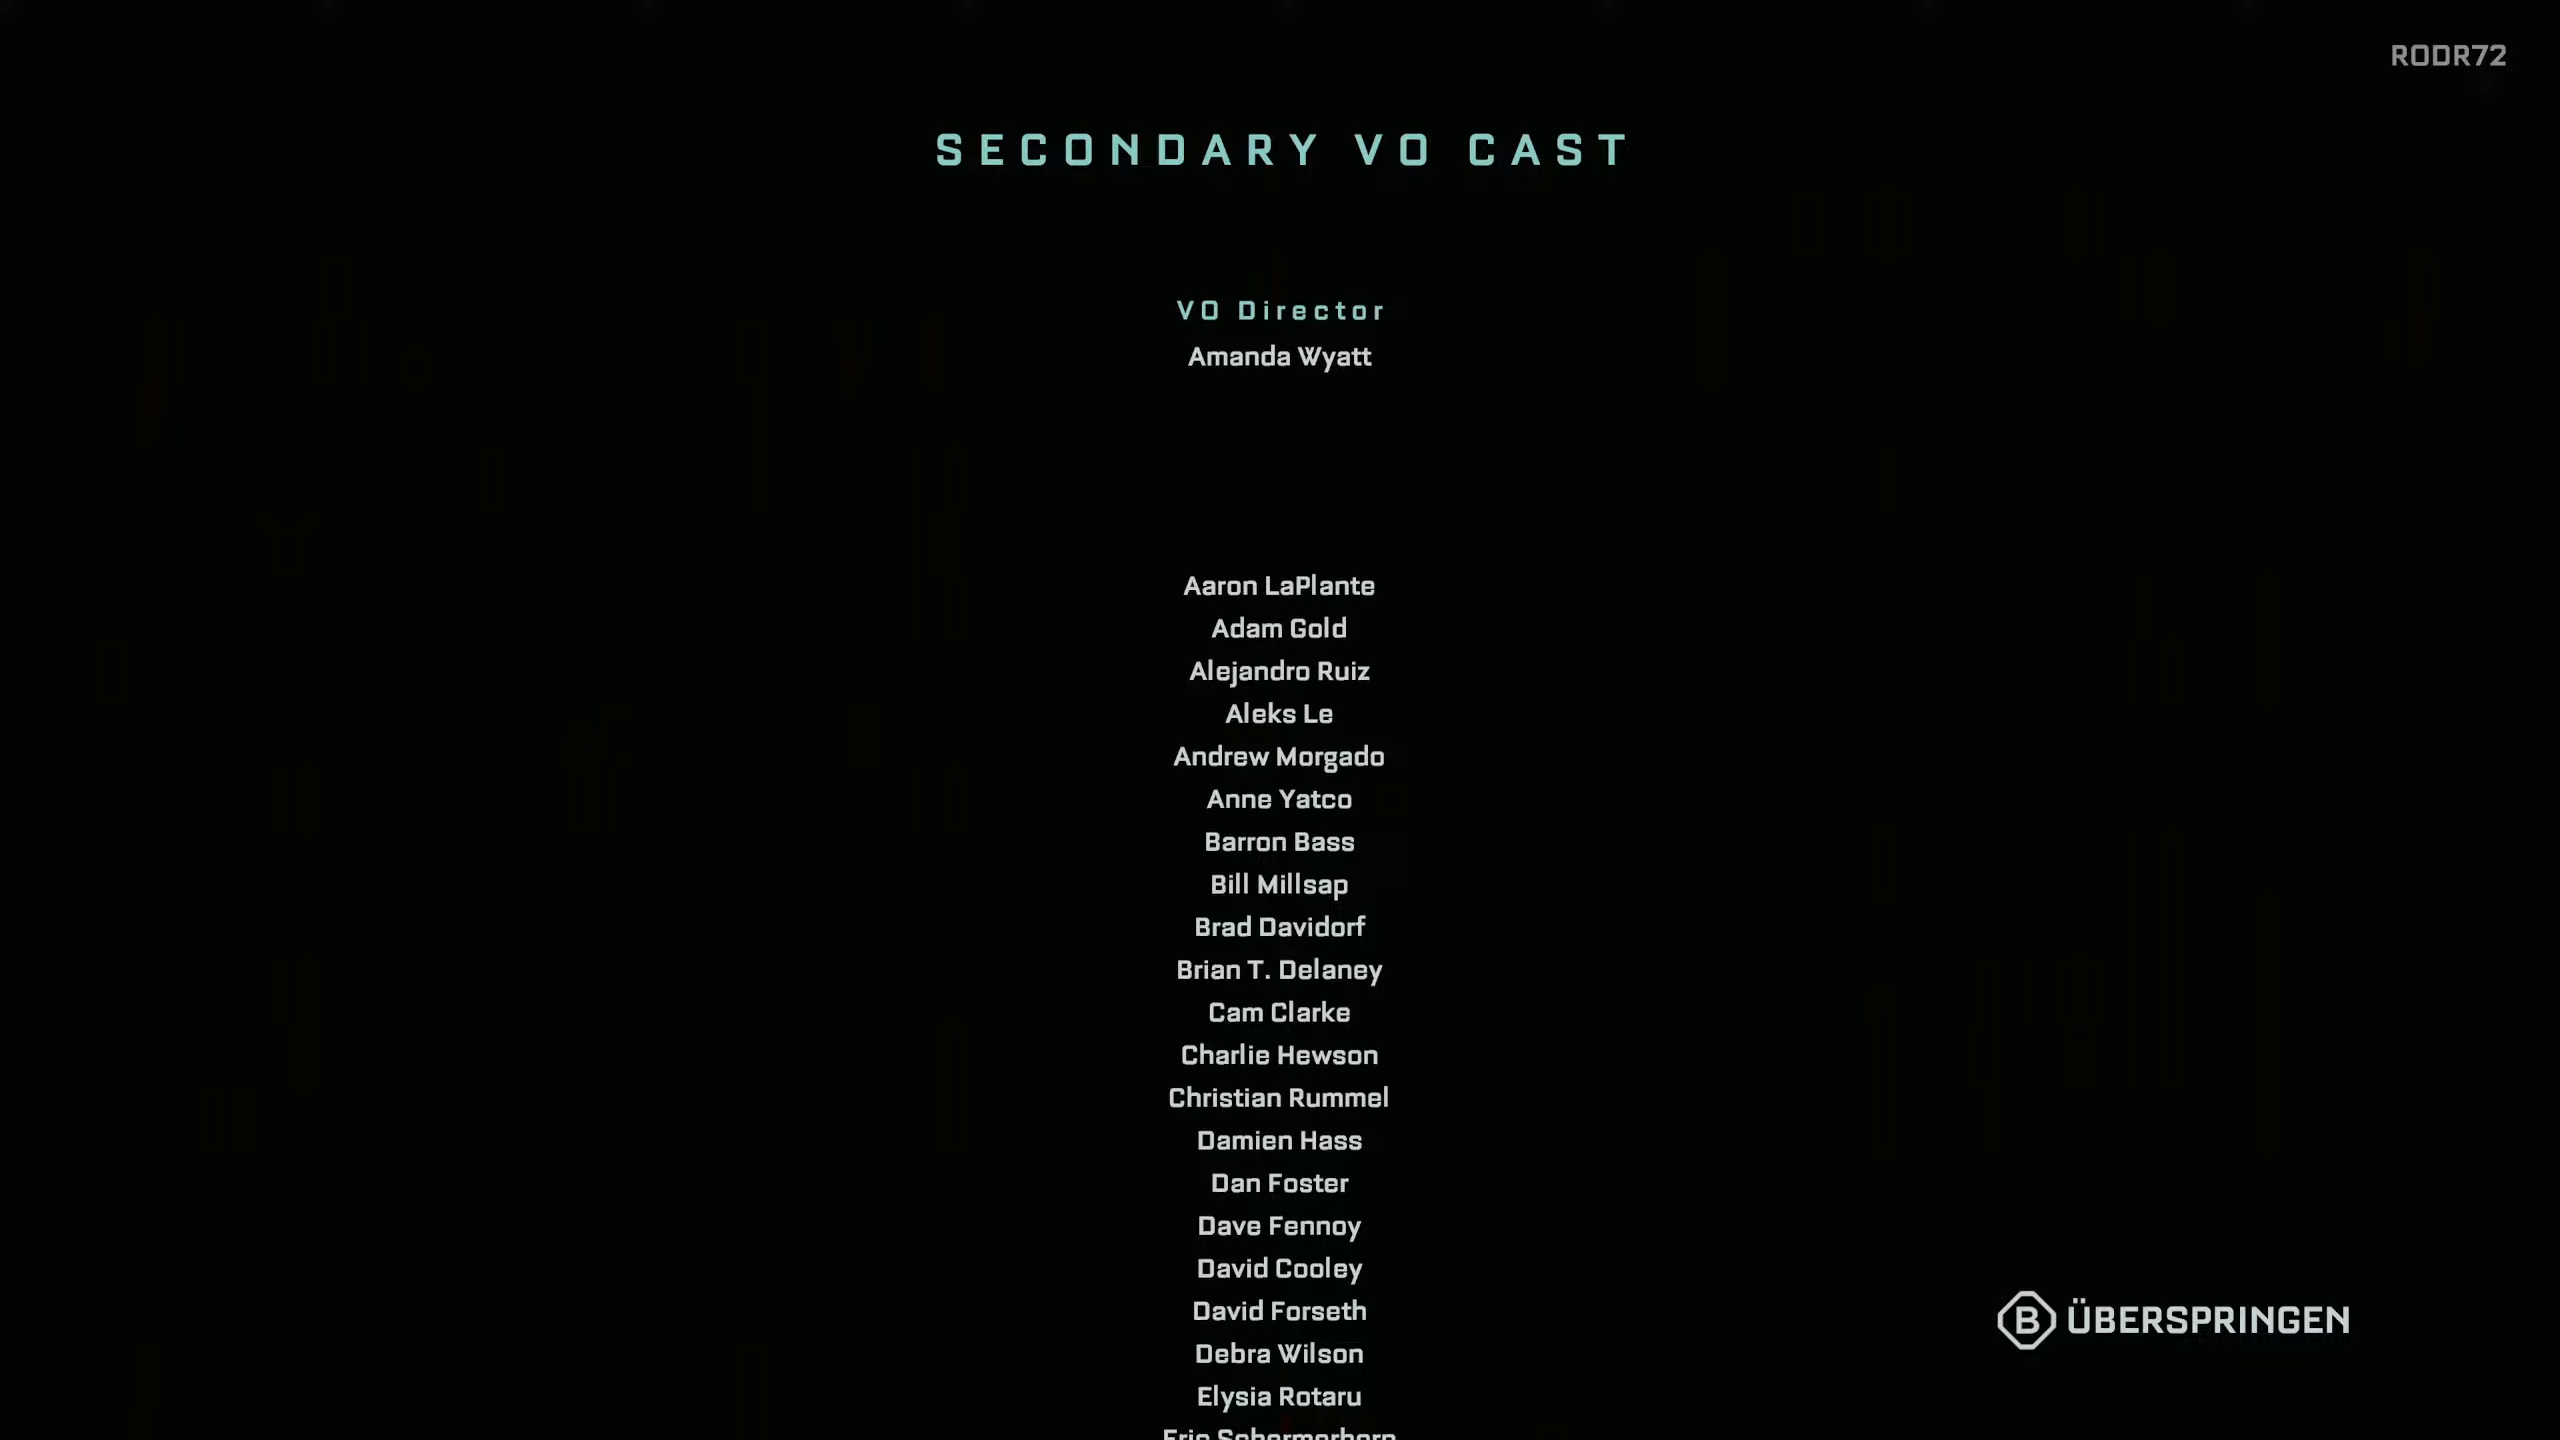 RODR72
SECONDARY VO CAST
VO Director
Amanda Wyatt
Aaron LaPlante
Adam Gold
Alejandro Ruiz
Aleks Le
Andrew Morgado
Anne Yatco
Barron Bass
Bill Millsap
Brad Davidorf
Brian T. Delaney
Cam Clarke
Charlie Hewson
Christian Rummel
Damien Hass
Dan Foster
Dave Fennoy
David Cooley
David Forseth
Debra Wilson
Elysia Rotaru
B ÜBERSPRINGEN